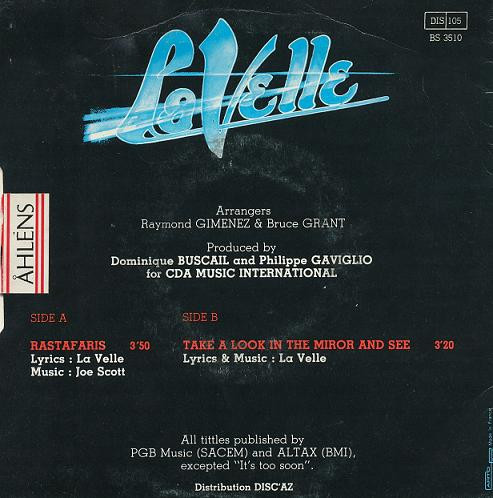 DIS 105
BS 3510
La Velle
Arrangers
Raymond GIMENEZ & Bruce GRANT
Produced by
Dominique BUSCAIL and Philippe GAVIGLIO
for CDA MUSIC INTERNATIONAL
ÅHLÉNS
SIDE A
RASTAFARIS 3'50
Lyrics : La Velle
Music : Joe Scott
SIDE B
TAKE A LOOK IN THE MIROR AND SEE 3'20
Lyrics & Music : La Velle
All tittles published by
PGB Music (SACEM) and ALTAX (BMI),
excepted "It's too soon".
Distribution DISC'AZ